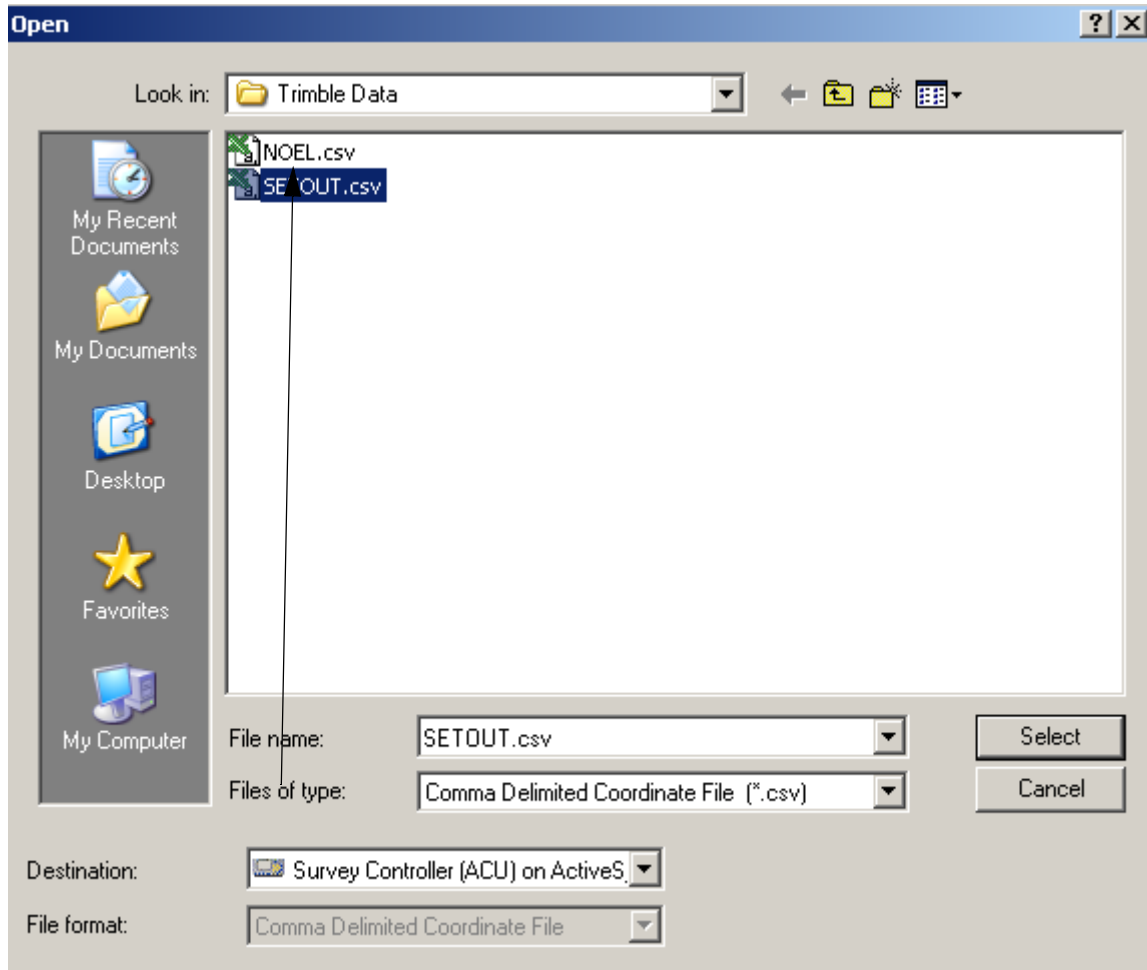 Open
Look in:
Trimble Data
My Recent
Documents
My Documents
Desktop
Favorites
My Computer
NOEL.csv
SETOUT.csv
File name:
SETOUT.csv
Select
Files of type:
Comma Delimited Coordinate File (*.csv)
Cancel
Destination:
Survey Controller (ACU) on ActiveS
File format:
Comma Delimited Coordinate File